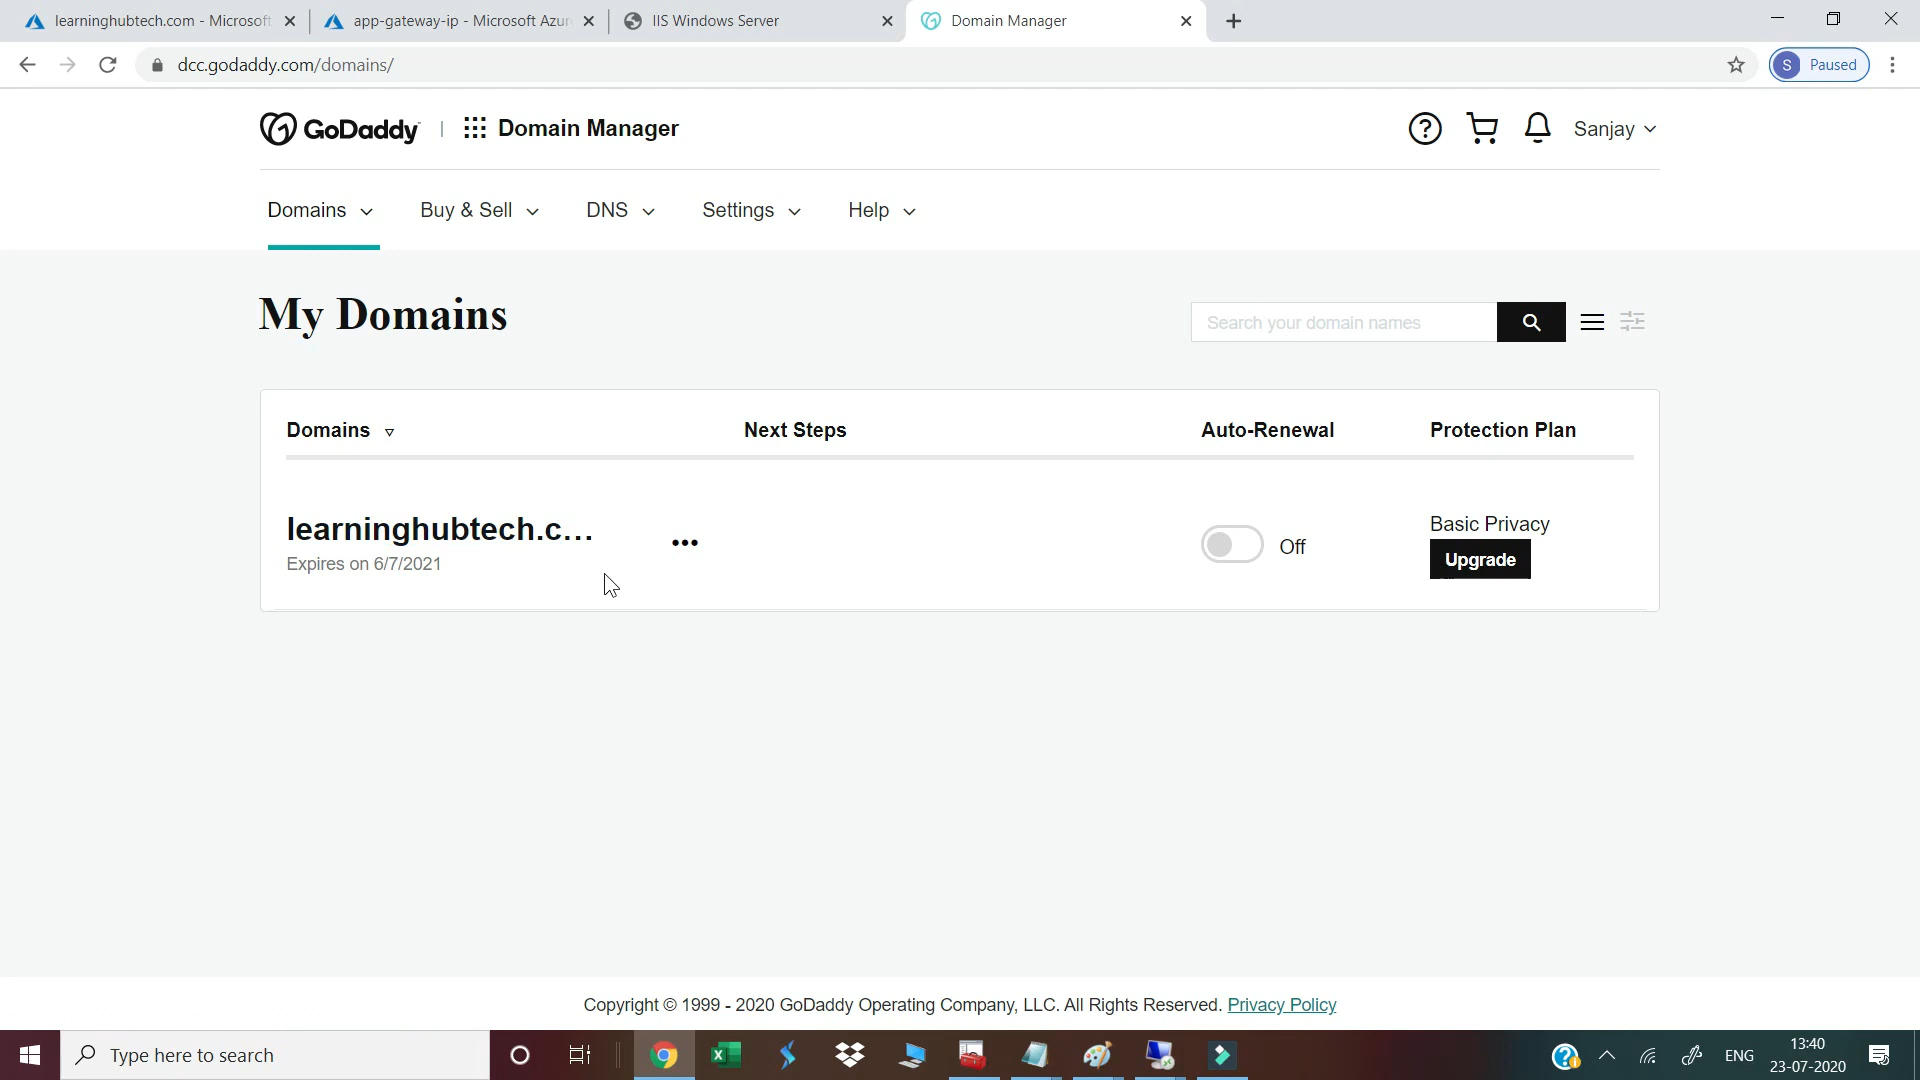 learninghubtech.com - Microsoft
app-gateway-ip - Microsoft Azur
IIS Windows Server
Domain Manager
dcc.godaddy.com/domains/
S Paused
GoDaddy
Domain Manager
Sanjay
Domains
Buy & Sell
DNS
Settings
Help
My Domains
Search your domain names
Domains
Next Steps
Auto-Renewal
Protection Plan
learninghubtech.c...
Expires on 6/7/2021
Off
Basic Privacy
Upgrade
Copyright © 1999 - 2020 GoDaddy Operating Company, LLC. All Rights Reserved. Privacy Policy
Type here to search
ENG
13:40
23-07-2020